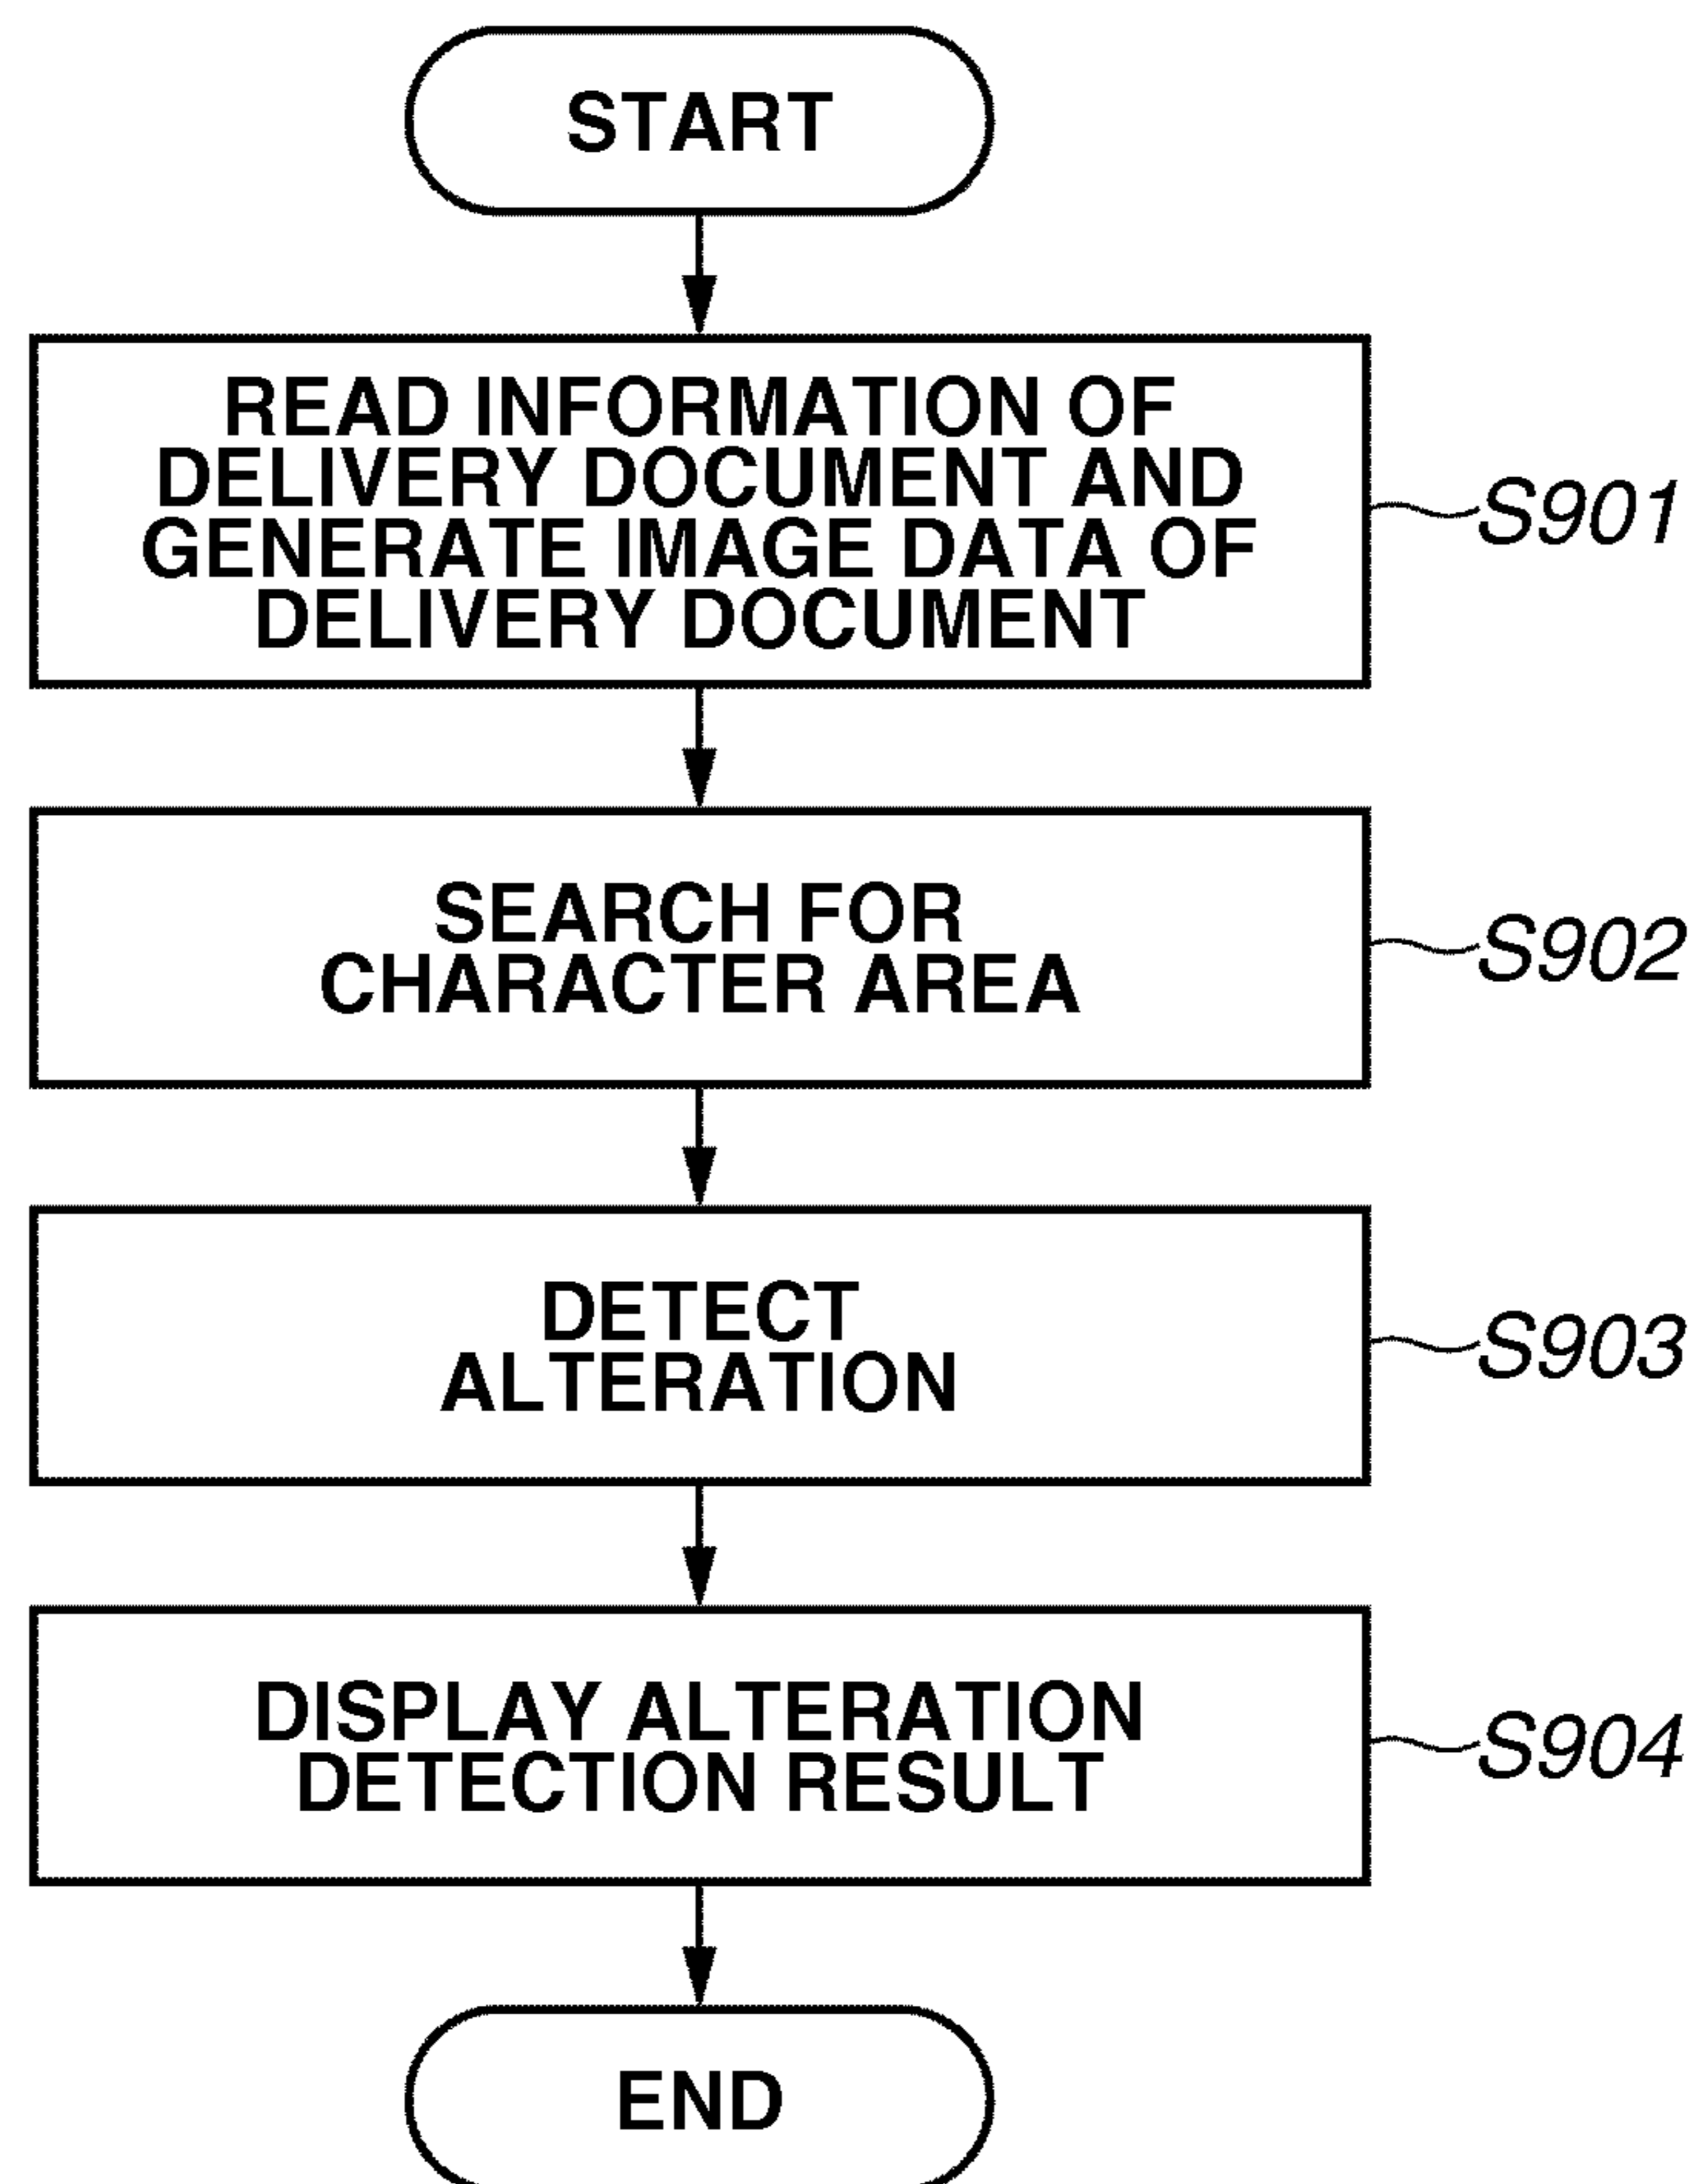 START
READ INFORMATION OF
DELIVERY DOCUMENT AND
GENERATE IMAGE DATA OF
DELIVERY DOCUMENT
S901
SEARCH FOR
CHARACTER AREA
S902
DETECT
ALTERATION
S903
DISPLAY ALTERATION
DETECTION RESULT
S904
END